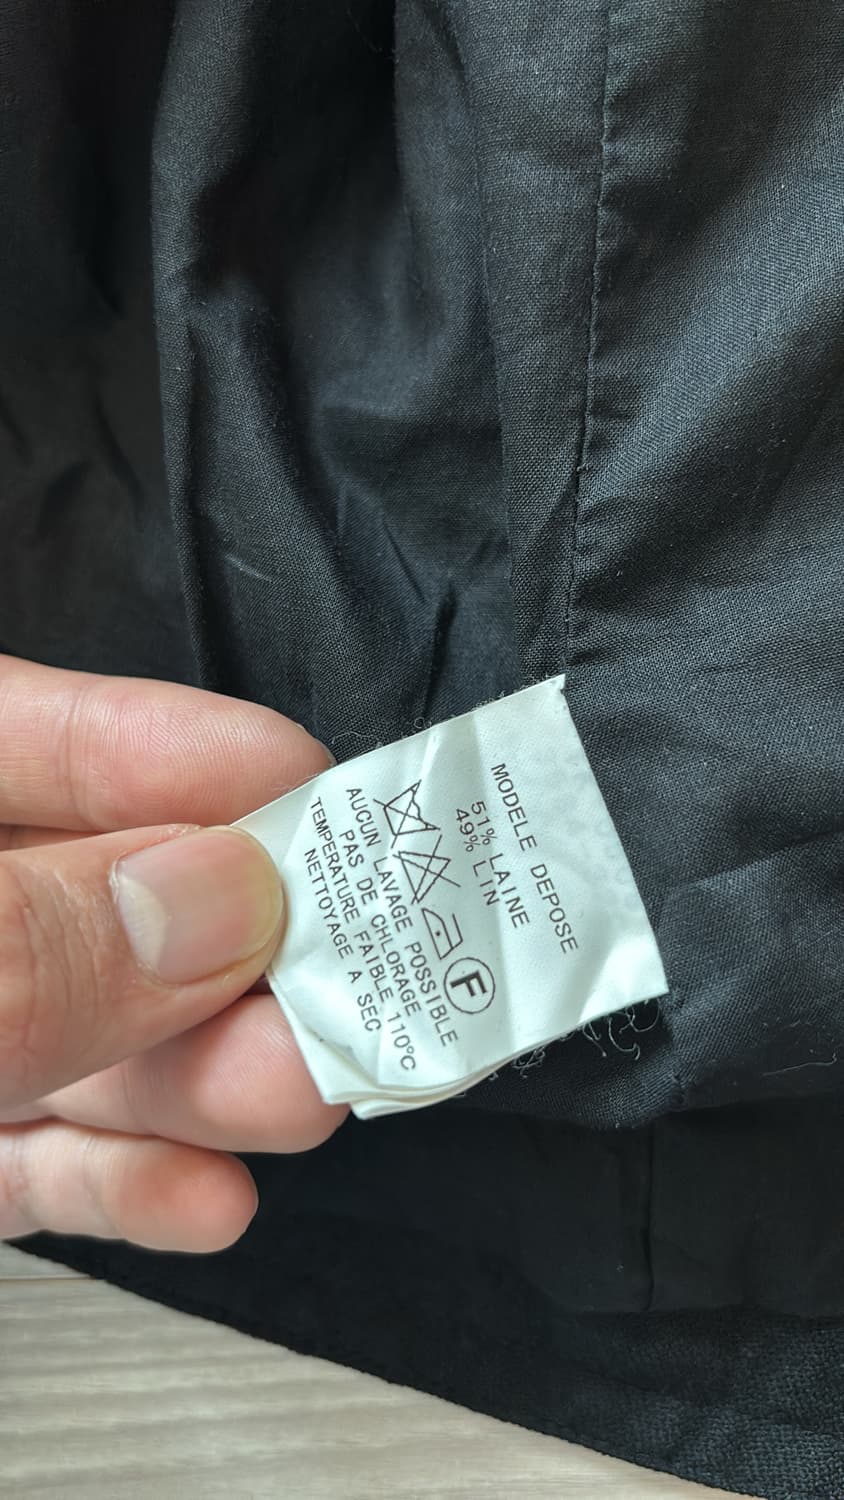 MODELE DEPOSE
51% LAINE
49% LIN
F
AUCUN LAVAGE POSSIBLE
PAS DE CHLORAGE
TEMPERATURE FAIBLE 110°C
NETTOYAGE A SEC